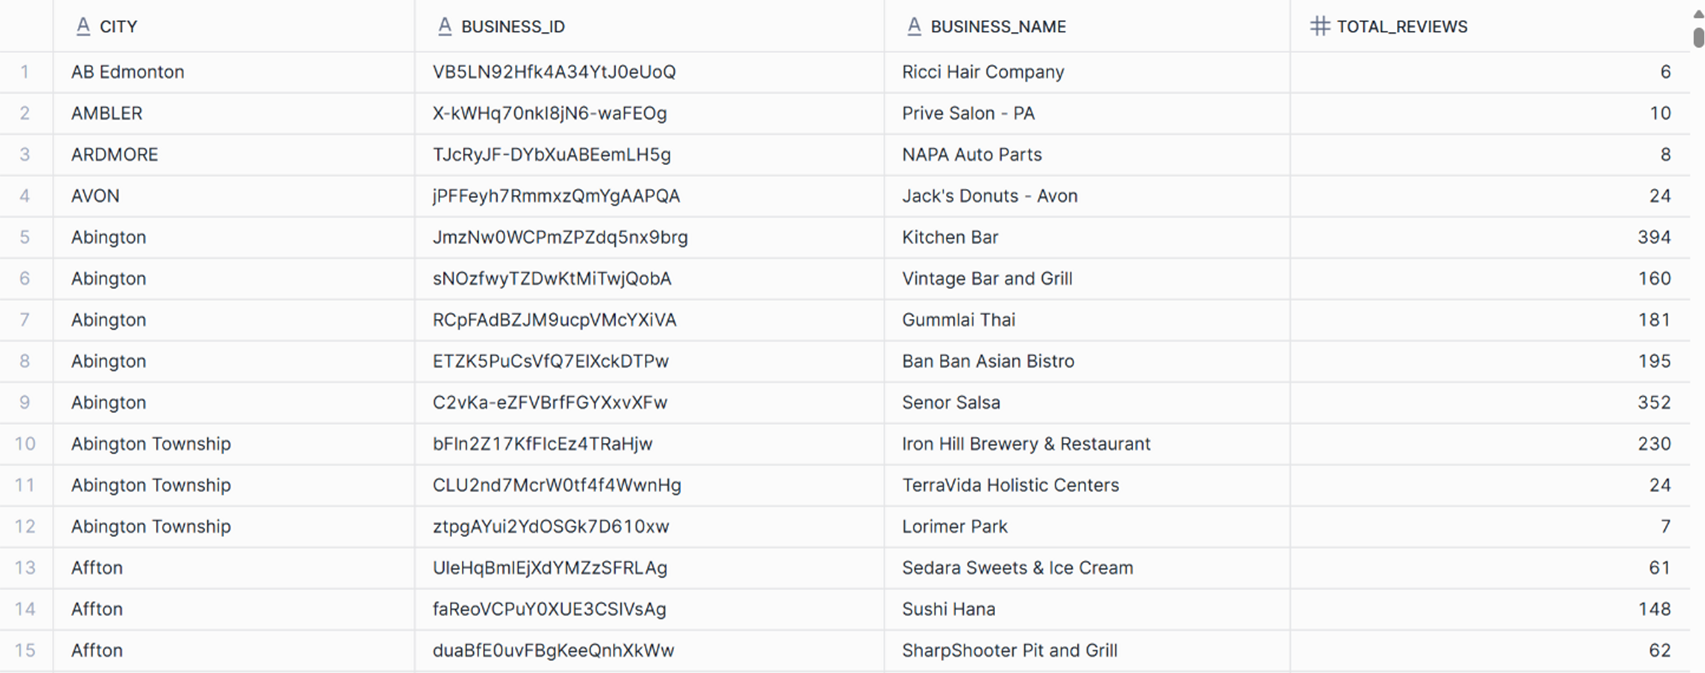 A CITY A BUSINESS_ID A BUSINESS_NAME # TOTAL_REVIEWS
1 AB Edmonton VB5LN92Hfk4A34YtJ0eUoQ Ricci Hair Company 6
2 AMBLER X-kWHq70nkI8jN6-waFEOg Prive Salon - PA 10
3 ARDMORE TJcRyJF-DYbXuABEemLH5g NAPA Auto Parts 8
4 AVON jPFFeyh7RmmxzQmYgAAPQA Jack's Donuts - Avon 24
5 Abington JmzNw0WCPmZPZdq5nx9brg Kitchen Bar 394
6 Abington sNOzfwyTZDwKtMiTwjQobA Vintage Bar and Grill 160
7 Abington RCpFAdBZJM9ucpVMcYXiVA Gummlai Thai 181
8 Abington ETZK5PuCsVfQ7EIXckDTPw Ban Ban Asian Bistro 195
9 Abington C2vKa-eZFVBrfFGYXxvXFw Senor Salsa 352
10 Abington Township bFIn2Z17KfFIcEz4TRaHjw Iron Hill Brewery & Restaurant 230
11 Abington Township CLU2nd7McrW0tf4f4WwnHg TerraVida Holistic Centers 24
12 Abington Township ztpgAYui2YdOSGk7D610xw Lorimer Park 7
13 Affton UIeHqBmIEjXdYMZzSFRLAg Sedara Sweets & Ice Cream 61
14 Affton faReoVCPuY0XUE3CSIVsAg Sushi Hana 148
15 Affton duaBfE0uvFBgKeeQnhXkWw SharpShooter Pit and Grill 62